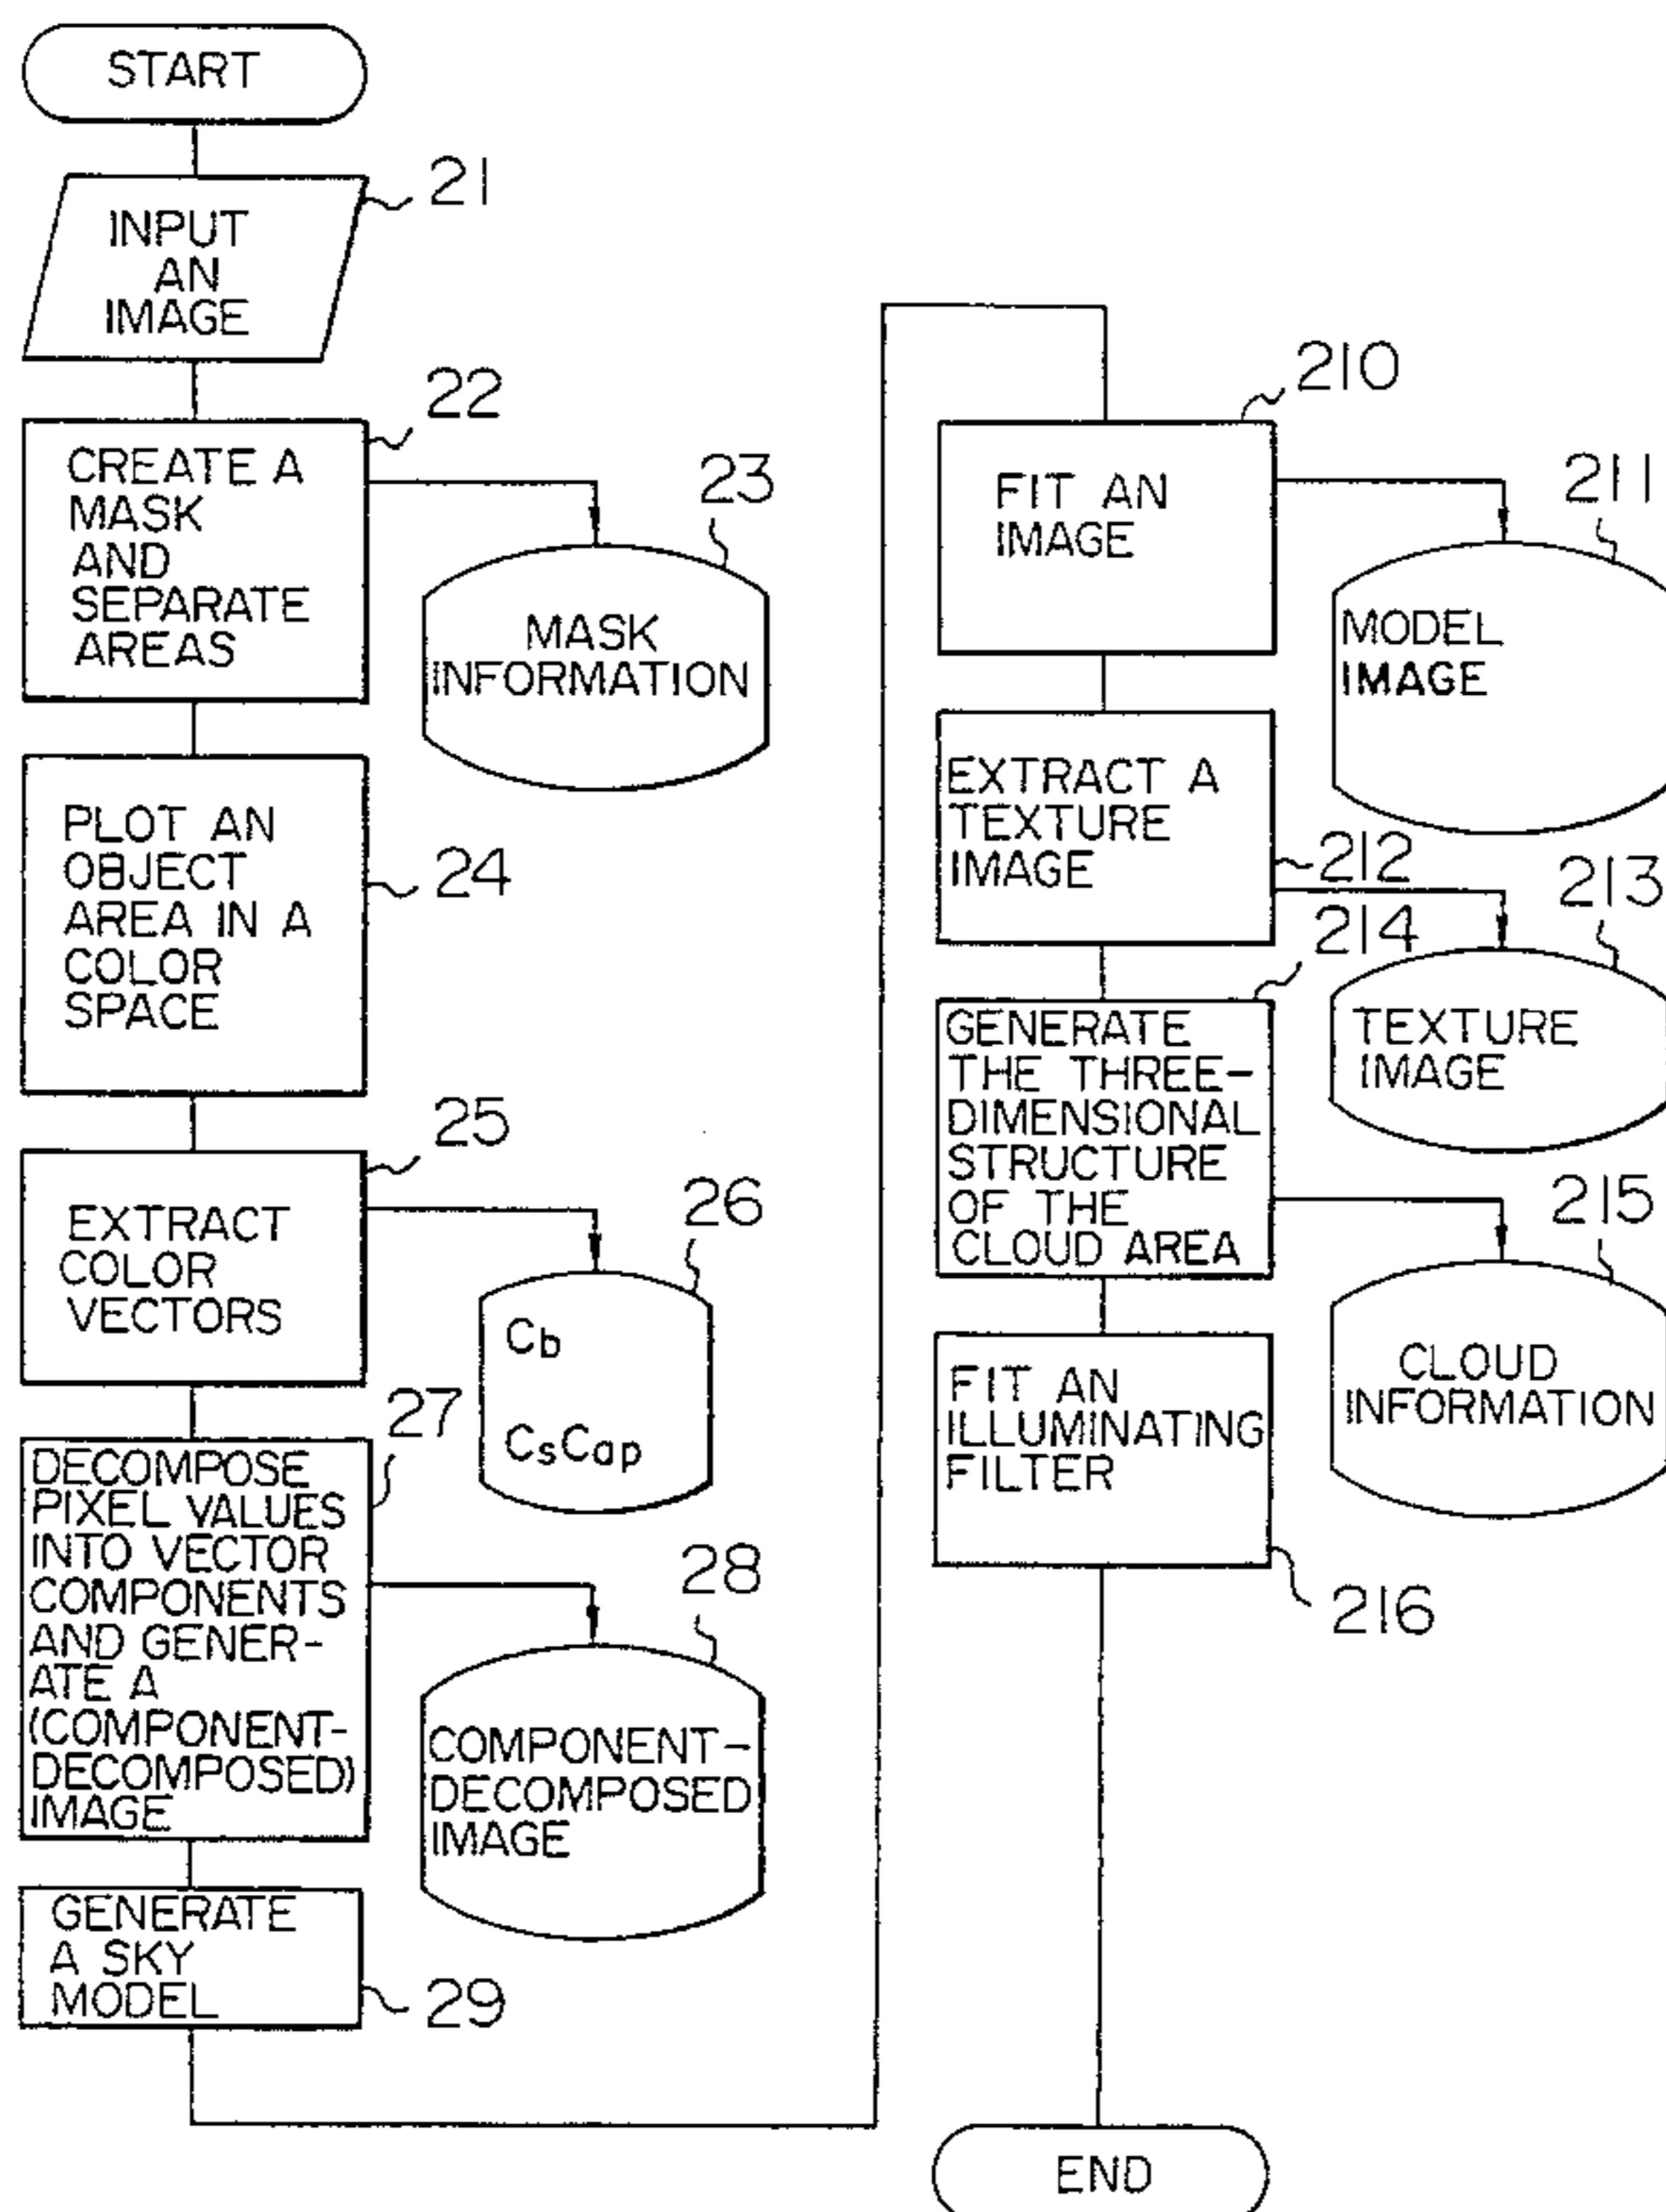 START
21
INPUT
AN
IMAGE
22
CREATE A
MASK
AND
SEPARATE
AREAS
23
MASK
INFORMATION
PLOT AN
OBJECT
AREA IN A
COLOR
SPACE
24
25
EXTRACT
COLOR
VECTORS
26
Cb
CsCap
27
DECOMPOSE
PIXEL VALUES
INTO VECTOR
COMPONENTS
AND GENER-
ATE A
(COMPONENT-
DECOMPOSED)
IMAGE
28
COMPONENT-
DECOMPOSED
IMAGE
GENERATE
A SKY
MODEL
29
210
FIT AN
IMAGE
211
MODEL
IMAGE
EXTRACT A
TEXTURE
IMAGE
212
213
TEXTURE
IMAGE
214
GENERATE
THE THREE-
DIMENSIONAL
STRUCTURE
OF THE
CLOUD AREA
215
CLOUD
INFORMATION
FIT AN
ILLUMINATING
FILTER
216
END